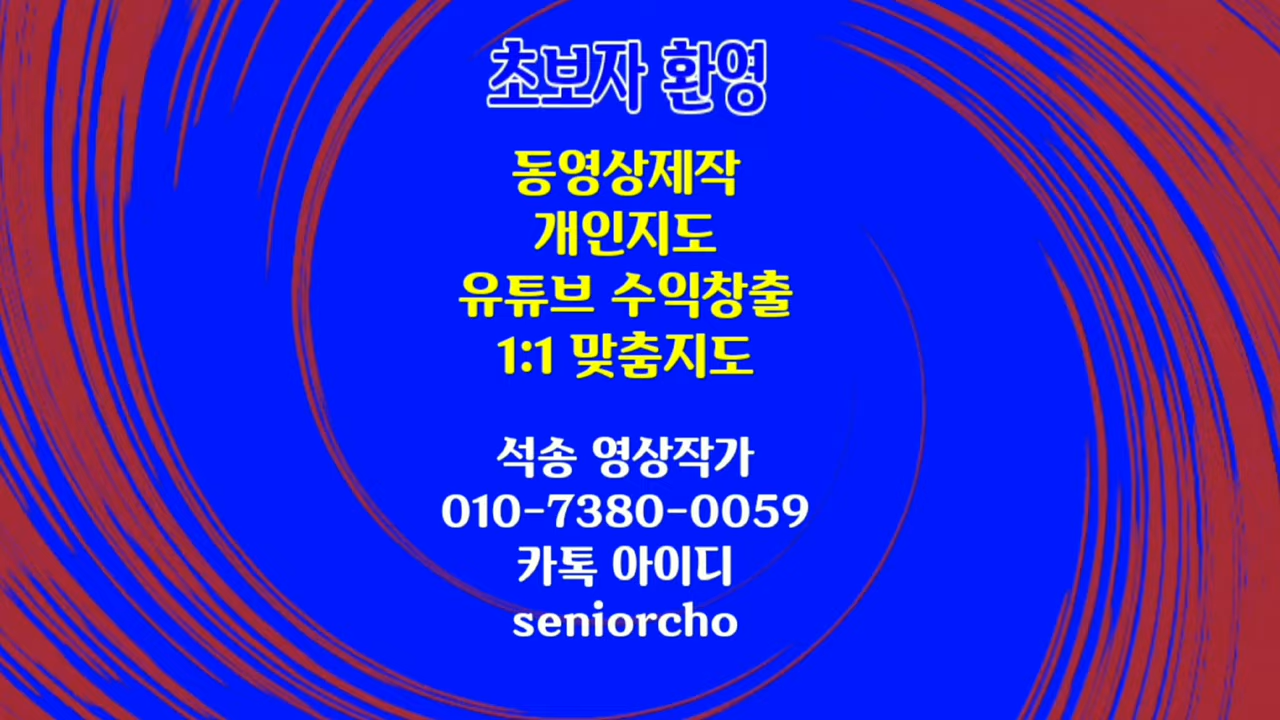 초보자 환영
동영상제작
개인지도
유튜브 수익창출
1:1 맞춤지도
석송 영상작가
010-7380-0059
카톡 아이디
seniorcho